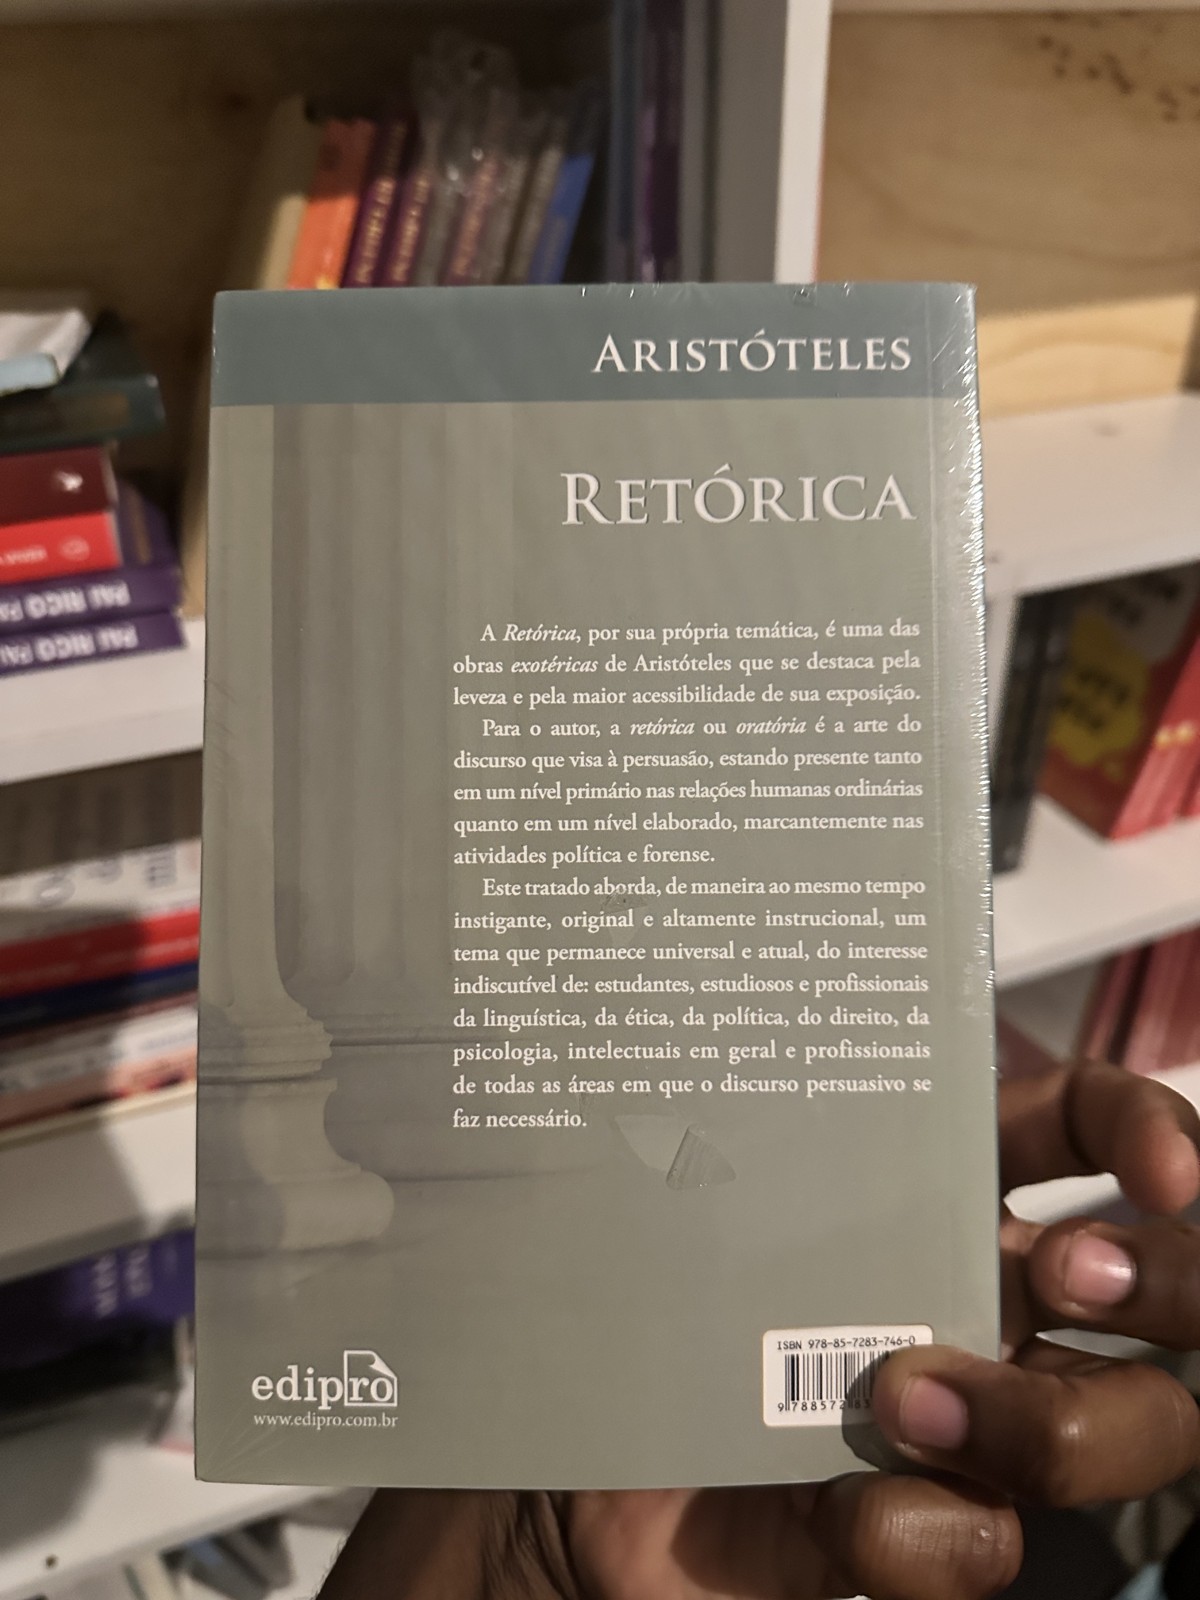 ARISTÓTELES
RETÓRICA
A Retórica, por sua própria temática, é uma das
obras exotéricas de Aristóteles que se destaca pela
leveza e pela maior acessibilidade de sua exposição.
Para o autor, a retórica ou oratória é a arte do
discurso que visa à persuasão, estando presente tanto
em um nível primário nas relações humanas ordinárias
quanto em um nível elaborado, marcantemente nas
atividades política e forense.
Este tratado aborda, de maneira ao mesmo tempo
instigante, original e altamente instrucional, um
tema que permanece universal e atual, do interesse
indiscutível de: estudantes, estudiosos e profissionais
da linguística, da ética, da política, do direito, da
psicologia, intelectuais em geral e profissionais
de todas as áreas em que o discurso persuasivo se
faz necessário.
edipro
www.edipro.com.br
ISBN 978-85-7283-746-0
9 788572 83
PAI RICO PAI
PAI RICO PAI